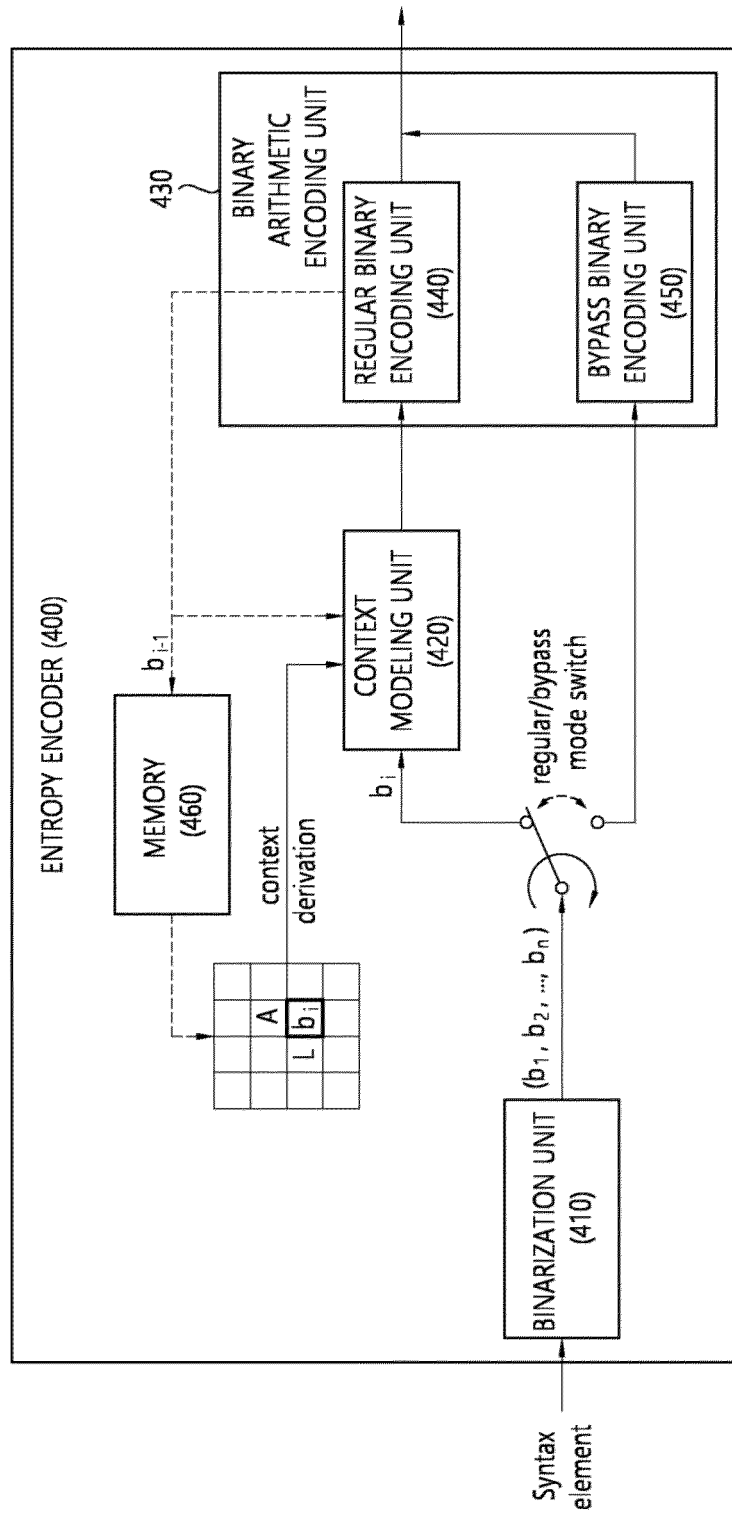 ENTROPY ENCODER (400)
MEMORY
(460)
b i-1
430
BINARY
ARITHMETIC
ENCODING UNIT
A
L
b i
context
derivation
CONTEXT
MODELING UNIT
(420)
REGULAR BINARY
ENCODING UNIT
(440)
b i
regular/bypass
mode switch
Syntax
element
BINARIZATION UNIT
(410)
(b1, b2, ..., bn)
BYPASS BINARY
ENCODING UNIT
(450)